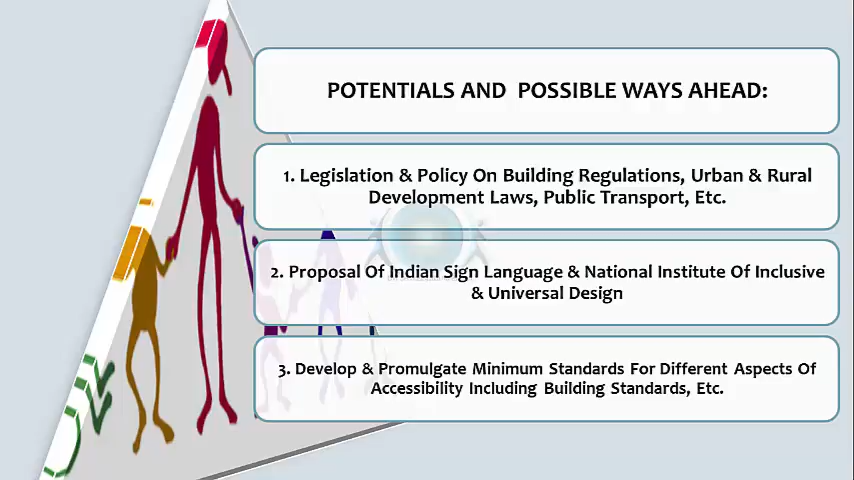 POTENTIALS AND  POSSIBLE WAYS AHEAD:
1. Legislation & Policy On Building Regulations, Urban & Rural
Development Laws, Public Transport, Etc.
2. Proposal Of Indian Sign Language & National Institute Of Inclusive
& Universal Design
3. Develop & Promulgate Minimum Standards For Different Aspects Of
Accessibility Including Building Standards, Etc.